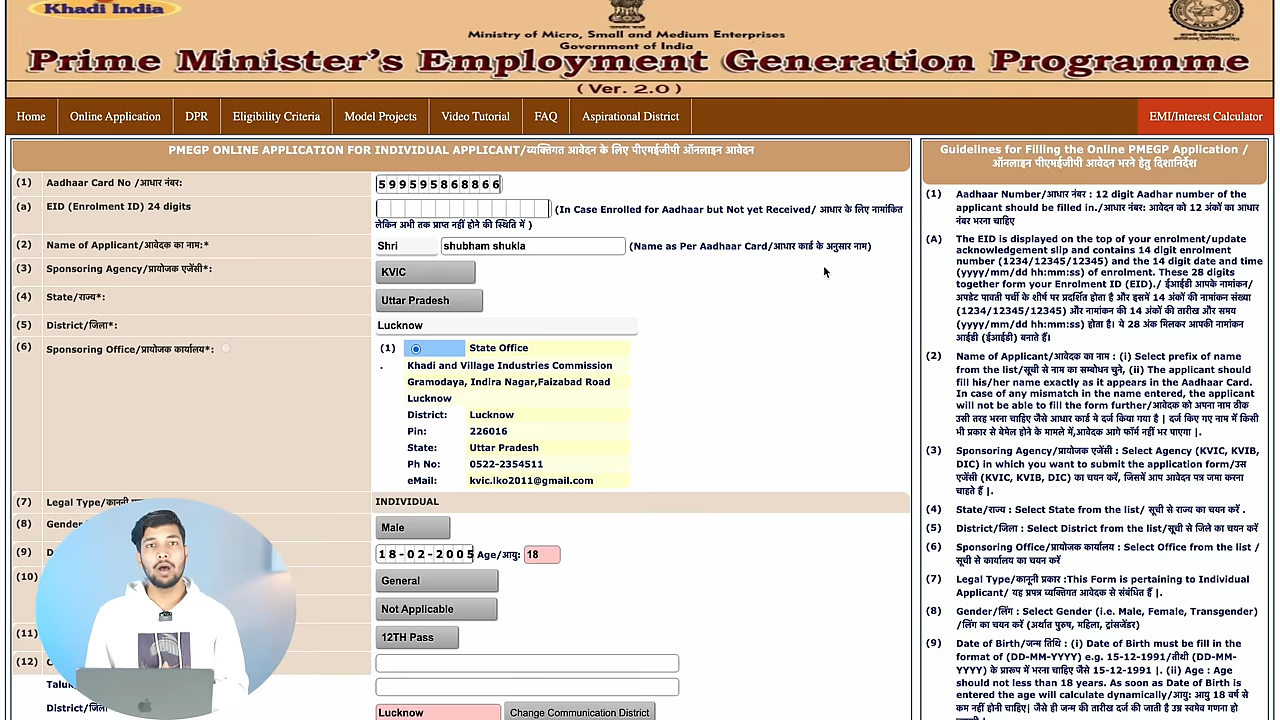 Khadi India
Ministry of Micro, Small and Medium Enterprises
Government of India
Prime Minister's Employment Generation Programme
( Ver. 2.0 )
Home
Online Application
DPR
Eligibility Criteria
Model Projects
Video Tutorial
FAQ
Aspirational District
EMI/Interest Calculator
PMEGP ONLINE APPLICATION FOR INDIVIDUAL APPLICANT/व्यक्तिगत आवेदन के लिए पीएमईजीपी ऑनलाइन आवेदन
(1) Aadhaar Card No /आधार नंबर: 599595868866
(a) EID (Enrolment ID) 24 digits (In Case Enrolled for Aadhaar but Not yet Received/ आधार के लिए नामांकित
लेकिन अभी तक प्राप्त नहीं होने की स्थिति में )
(2) Name of Applicant/आवेदक का नाम:* Shri shubham shukla (Name as Per Aadhaar Card/आधार कार्ड के अनुसार नाम)
(3) Sponsoring Agency/प्रायोजक एजेंसी*: KVIC
(4) State/राज्य*: Uttar Pradesh
(5) District/जिला*: Lucknow
(6) Sponsoring Office/प्रायोजक कार्यालय*: (1) State Office
. Khadi and Village Industries Commission
Gramodaya, Indira Nagar,Faizabad Road
Lucknow
District: Lucknow
Pin: 226016
State: Uttar Pradesh
Ph No: 0522-2354511
eMail: kvic.lko2011@gmail.com
(7) Legal Type/कानूनी INDIVIDUAL
(8) Gender Male
(9) D 18-02-2005 Age/आयु: 18
(10) General
Not Applicable
(11) 12TH Pass
(12)
Talu
District/जिला Lucknow Change Communication District
Guidelines for Filling the Online PMEGP Application /
ऑनलाइन पीएमईजीपी आवेदन भरने हेतु दिशानिर्देश
(1) Aadhaar Number/आधार नंबर : 12 digit Aadhar number of the
applicant should be filled in./आधार नंबर: आवेदन को 12 अंकों का आधार
नंबर भरना चाहिए
(A) The EID is displayed on the top of your enrolment/update
acknowledgement slip and contains 14 digit enrolment
number (1234/12345/12345) and the 14 digit date and time
(yyyy/mm/dd hh:mm:ss) of enrolment. These 28 digits
together form your Enrolment ID (EID)./ ईआईडी आपके नामांकन/
अपडेट पावती पर्ची के शीर्ष पर प्रदर्शित होता है और इसमें 14 अंकों की नामांकन संख्या
(1234/12345/12345) और नामांकन की 14 अंकों की तारीख और समय
(yyyy/mm/dd hh:mm:ss) होता है। ये 28 अंक मिलकर आपकी नामांकन
आईडी (ईआईडी) बनाते हैं।
(2) Name of Applicant/आवेदक का नाम : (i) Select prefix of name
from the list/सूची से नाम का सम्बोधन चुने, (ii) The applicant should
fill his/her name exactly as it appears in the Aadhaar Card.
In case of any mismatch in the name entered, the applicant
will not be able to fill the form further/आवेदक को अपना नाम ठीक
उसी तरह भरना चाहिए जैसे आधार कार्ड मे दर्ज किया गया है | दर्ज किए गए नाम में किसी
भी प्रकार से बेमेल होने के मामले में,आवेदक आगे फॉर्म नहीं भर पाएगा |.
(3) Sponsoring Agency/प्रायोजक एजेंसी : Select Agency (KVIC, KVIB,
DIC) in which you want to submit the application form/उस
एजेंसी (KVIC, KVIB, DIC) का चयन करें, जिसमें आप आवेदन पत्र जमा करना
चाहते हैं |.
(4) State/राज्य : Select State from the list/ सूची से राज्य का चयन करें .
(5) District/जिला : Select District from the list/सूची से जिले का चयन करें
(6) Sponsoring Office/प्रायोजक कार्यालय : Select Office from the list /
सूची से कार्यालय का चयन करें
(7) Legal Type/कानूनी प्रकार :This Form is pertaining to Individual
Applicant/ यह प्रपत्र व्यक्तिगत आवेदक से संबंधित हैं |.
(8) Gender/लिंग : Select Gender (i.e. Male, Female, Transgender)
/लिंग का चयन करें (अर्थात पुरुष, महिला, ट्रांसजेंडर)
(9) Date of Birth/जन्म तिथि : (i) Date of Birth must be fill in the
format of (DD-MM-YYYY) e.g. 15-12-1991/तीथी (DD-MM-
YYYY) के प्रारूप में भरना चाहिए जैसे 15-12-1991 |. (ii) Age : Age
should not less than 18 years. As soon as Date of Birth is
entered the age will calculate dynamically/आयु: आयु 18 वर्ष से
कम नहीं होनी चाहिए| जैसे ही जन्म की तारीख दर्ज की जाती है उम्र स्वमेव गणना हो